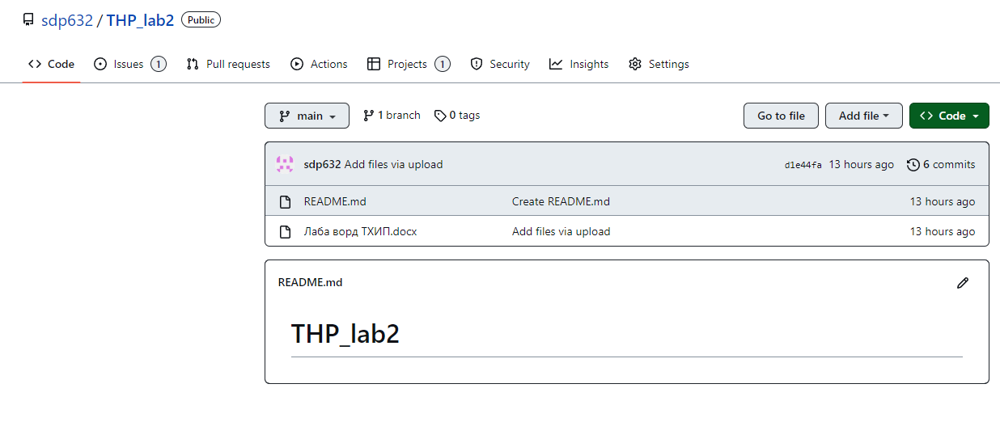 sdp632 / THP_lab2 Public
Code Issues 1 Pull requests Actions Projects 1 Security Insights Settings
main 1 branch 0 tags Go to file Add file Code
sdp632 Add files via upload d1e44fa 13 hours ago 6 commits
README.md Create README.md 13 hours ago
Лаба ворд ТХИП.docx Add files via upload 13 hours ago
README.md
THP_lab2